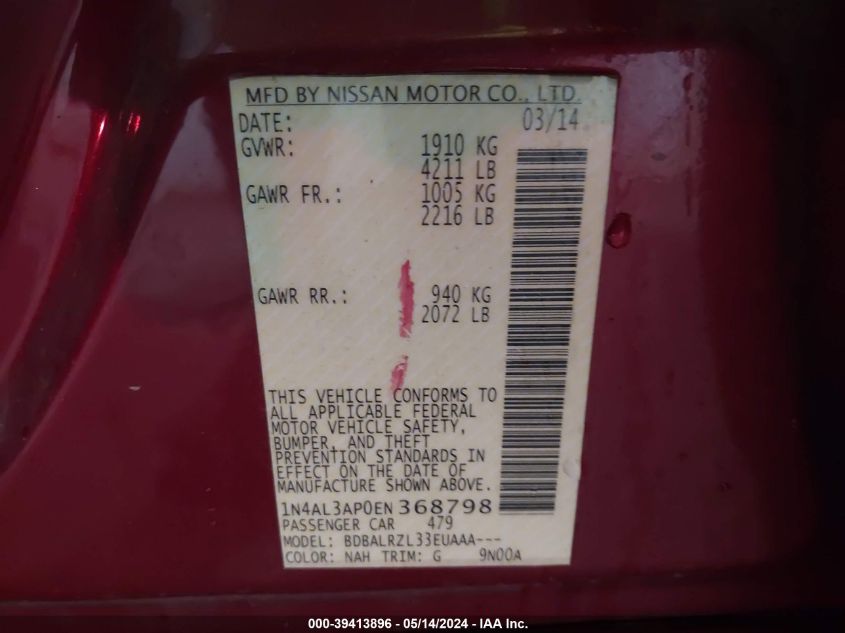 MFD BY NISSAN MOTOR CO., LTD.
DATE: 03/14
GVWR: 1910 KG
4211 LB
GAWR FR.: 1005 KG
2216 LB
GAWR RR.: 940 KG
2072 LB
THIS VEHICLE CONFORMS TO
ALL APPLICABLE FEDERAL
MOTOR VEHICLE SAFETY,
BUMPER, AND THEFT
PREVENTION STANDARDS IN
EFFECT ON THE DATE OF
MANUFACTURE SHOWN ABOVE.
1N4AL3AP0EN 368798
PASSENGER CAR 479
MODEL: BDBALRZL33EUAAA---
COLOR: NAH TRIM: G 9N00A
000-39413896 - 05/14/2024 - IAA Inc.